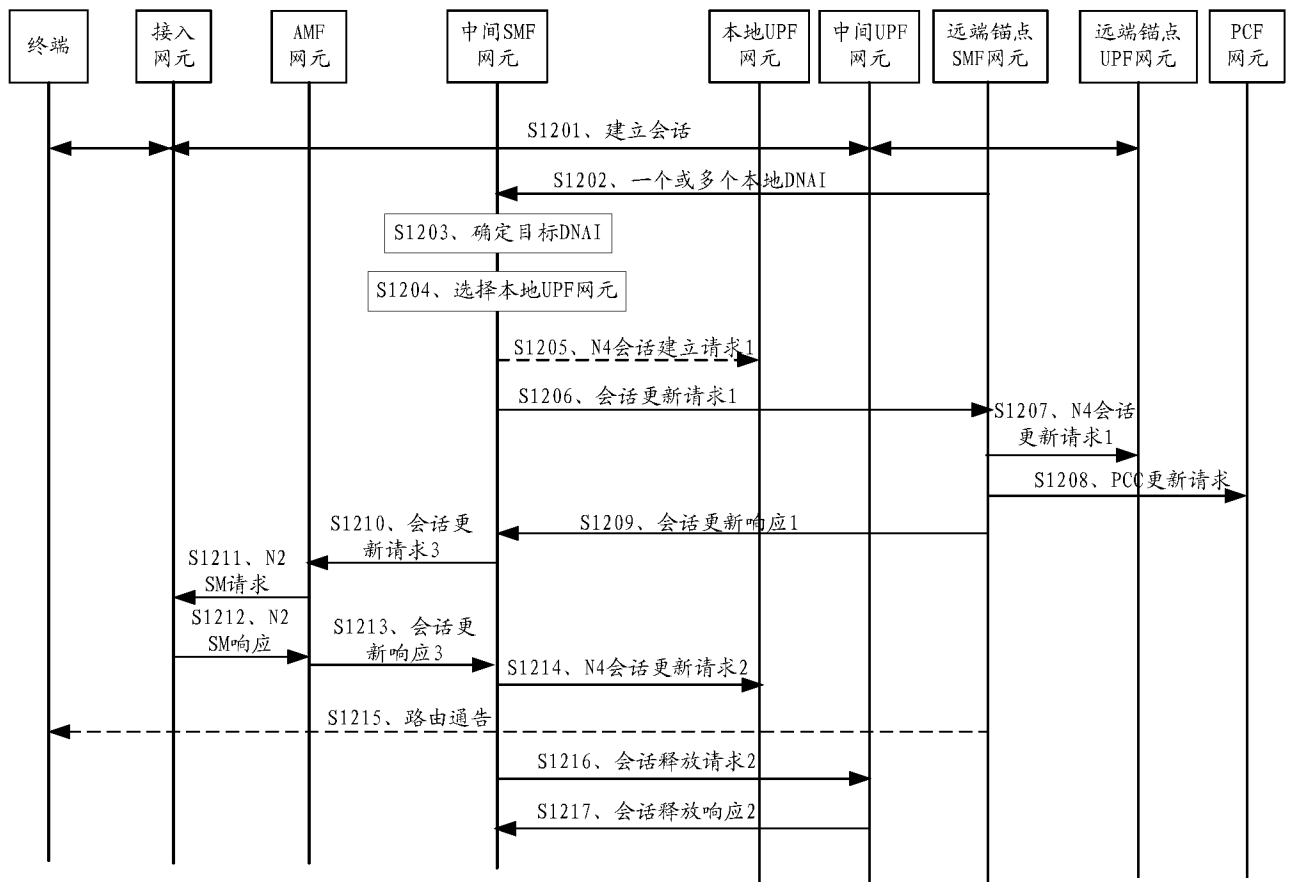 终端
接入
网元
AMF
网元
中间SMF
网元
本地UPF
网元
中间UPF
网元
远端锚点
SMF网元
远端锚点
UPF网元
PCF
网元
S1201、建立会话
S1202、一个或多个本地DNAI
S1203、确定目标DNAI
S1204、选择本地UPF网元
S1205、N4会话建立请求1
S1206、会话更新请求1
S1207、N4会话
更新请求1
S1208、PCC更新请求
S1209、会话更新响应1
S1210、会话更
新请求3
S1211、N2
SM请求
S1212、N2
SM响应
S1213、会话更
新响应3
S1214、N4会话更新请求2
S1215、路由通告
S1216、会话释放请求2
S1217、会话释放响应2